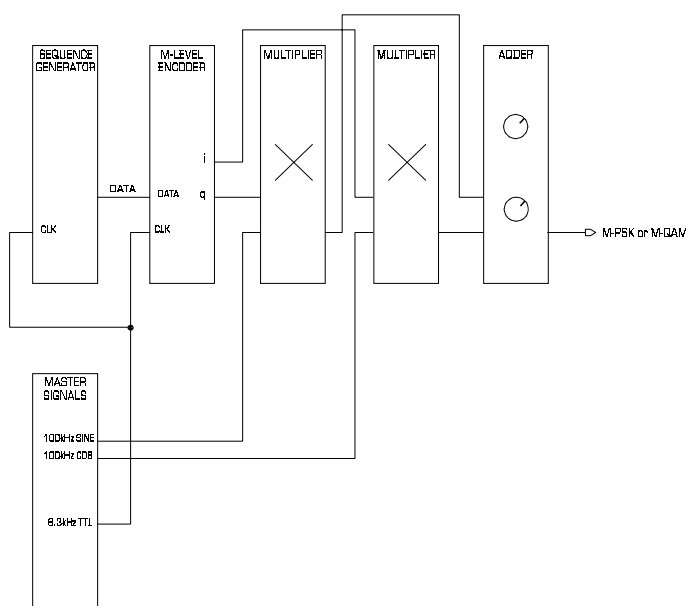 SEQUENCE
GENERATOR
M-LEVEL
ENCODER
MULTIPLIER
MULTIPLIER
ADDER
i
DATA
DATA
q
CLK
CLK
M-PSK or M-QAM
MASTER
SIGNALS
100kHz SINE
100kHz COS
8.3kHz TTL